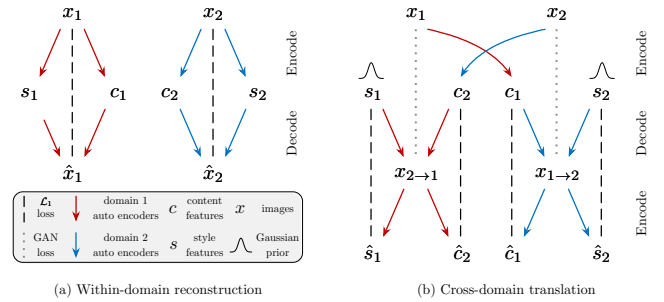 x₁ x₂ x₁ x₂
Encode Encode
s₁ c₁ c₂ s₂ s₁ c₂ c₁ s₂
Decode Decode
x̂₁ x̂₂ x₂→₁ x₁→₂
Encode
ŝ₁ ĉ₂ ĉ₁ ŝ₂
𝓛₁ loss domain 1 auto encoders c content features x images
GAN loss domain 2 auto encoders s style features Gaussian prior
(a) Within-domain reconstruction (b) Cross-domain translation